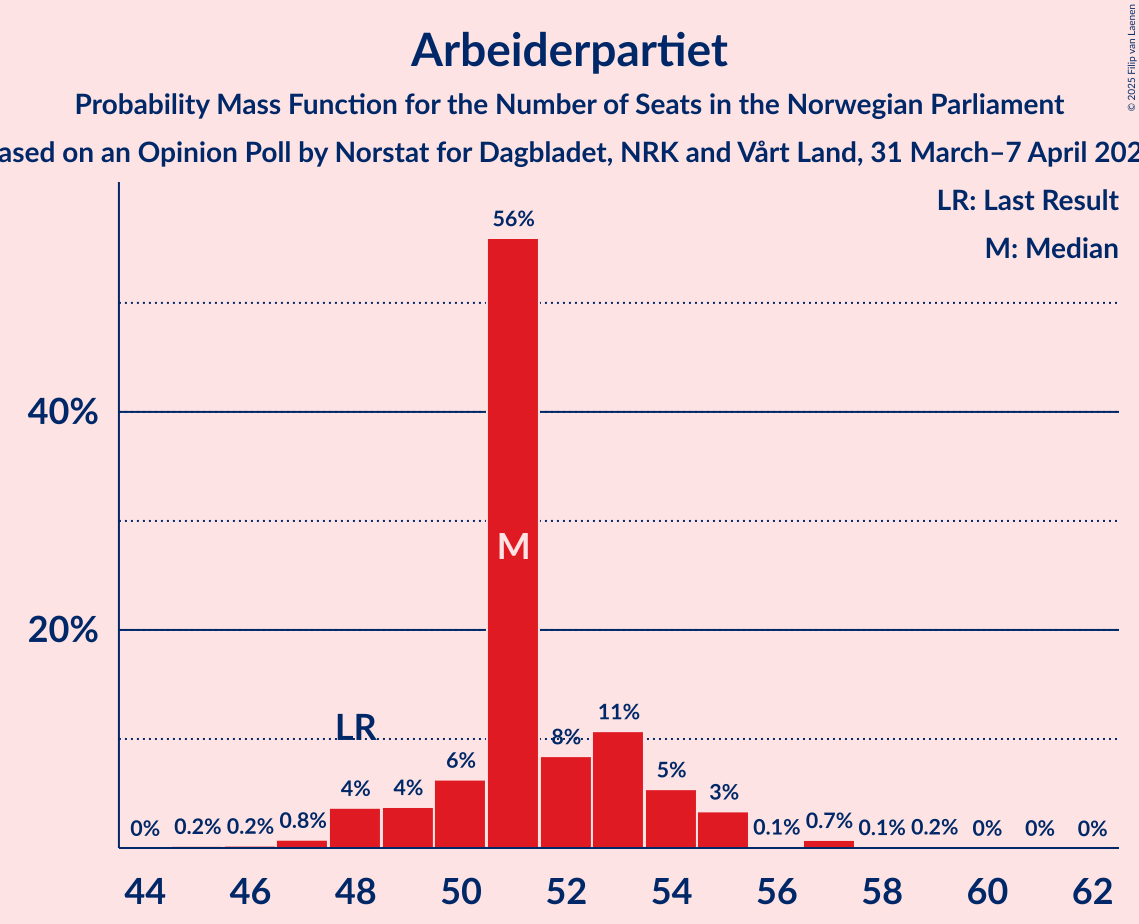 Arbeiderpartiet
Probability Mass Function for the Number of Seats in the Norwegian Parliament
ased on an Opinion Poll by Norstat for Dagbladet, NRK and Vårt Land, 31 March–7 April 202
© 2025 Filip van Laenen
LR: Last Result
M: Median
56%
40%
M
20%
LR
0% 0.2% 0.2% 0.8% 4% 4% 6% 8% 11% 5% 3% 0.1% 0.7% 0.1% 0.2% 0% 0% 0%
44 46 48 50 52 54 56 58 60 62